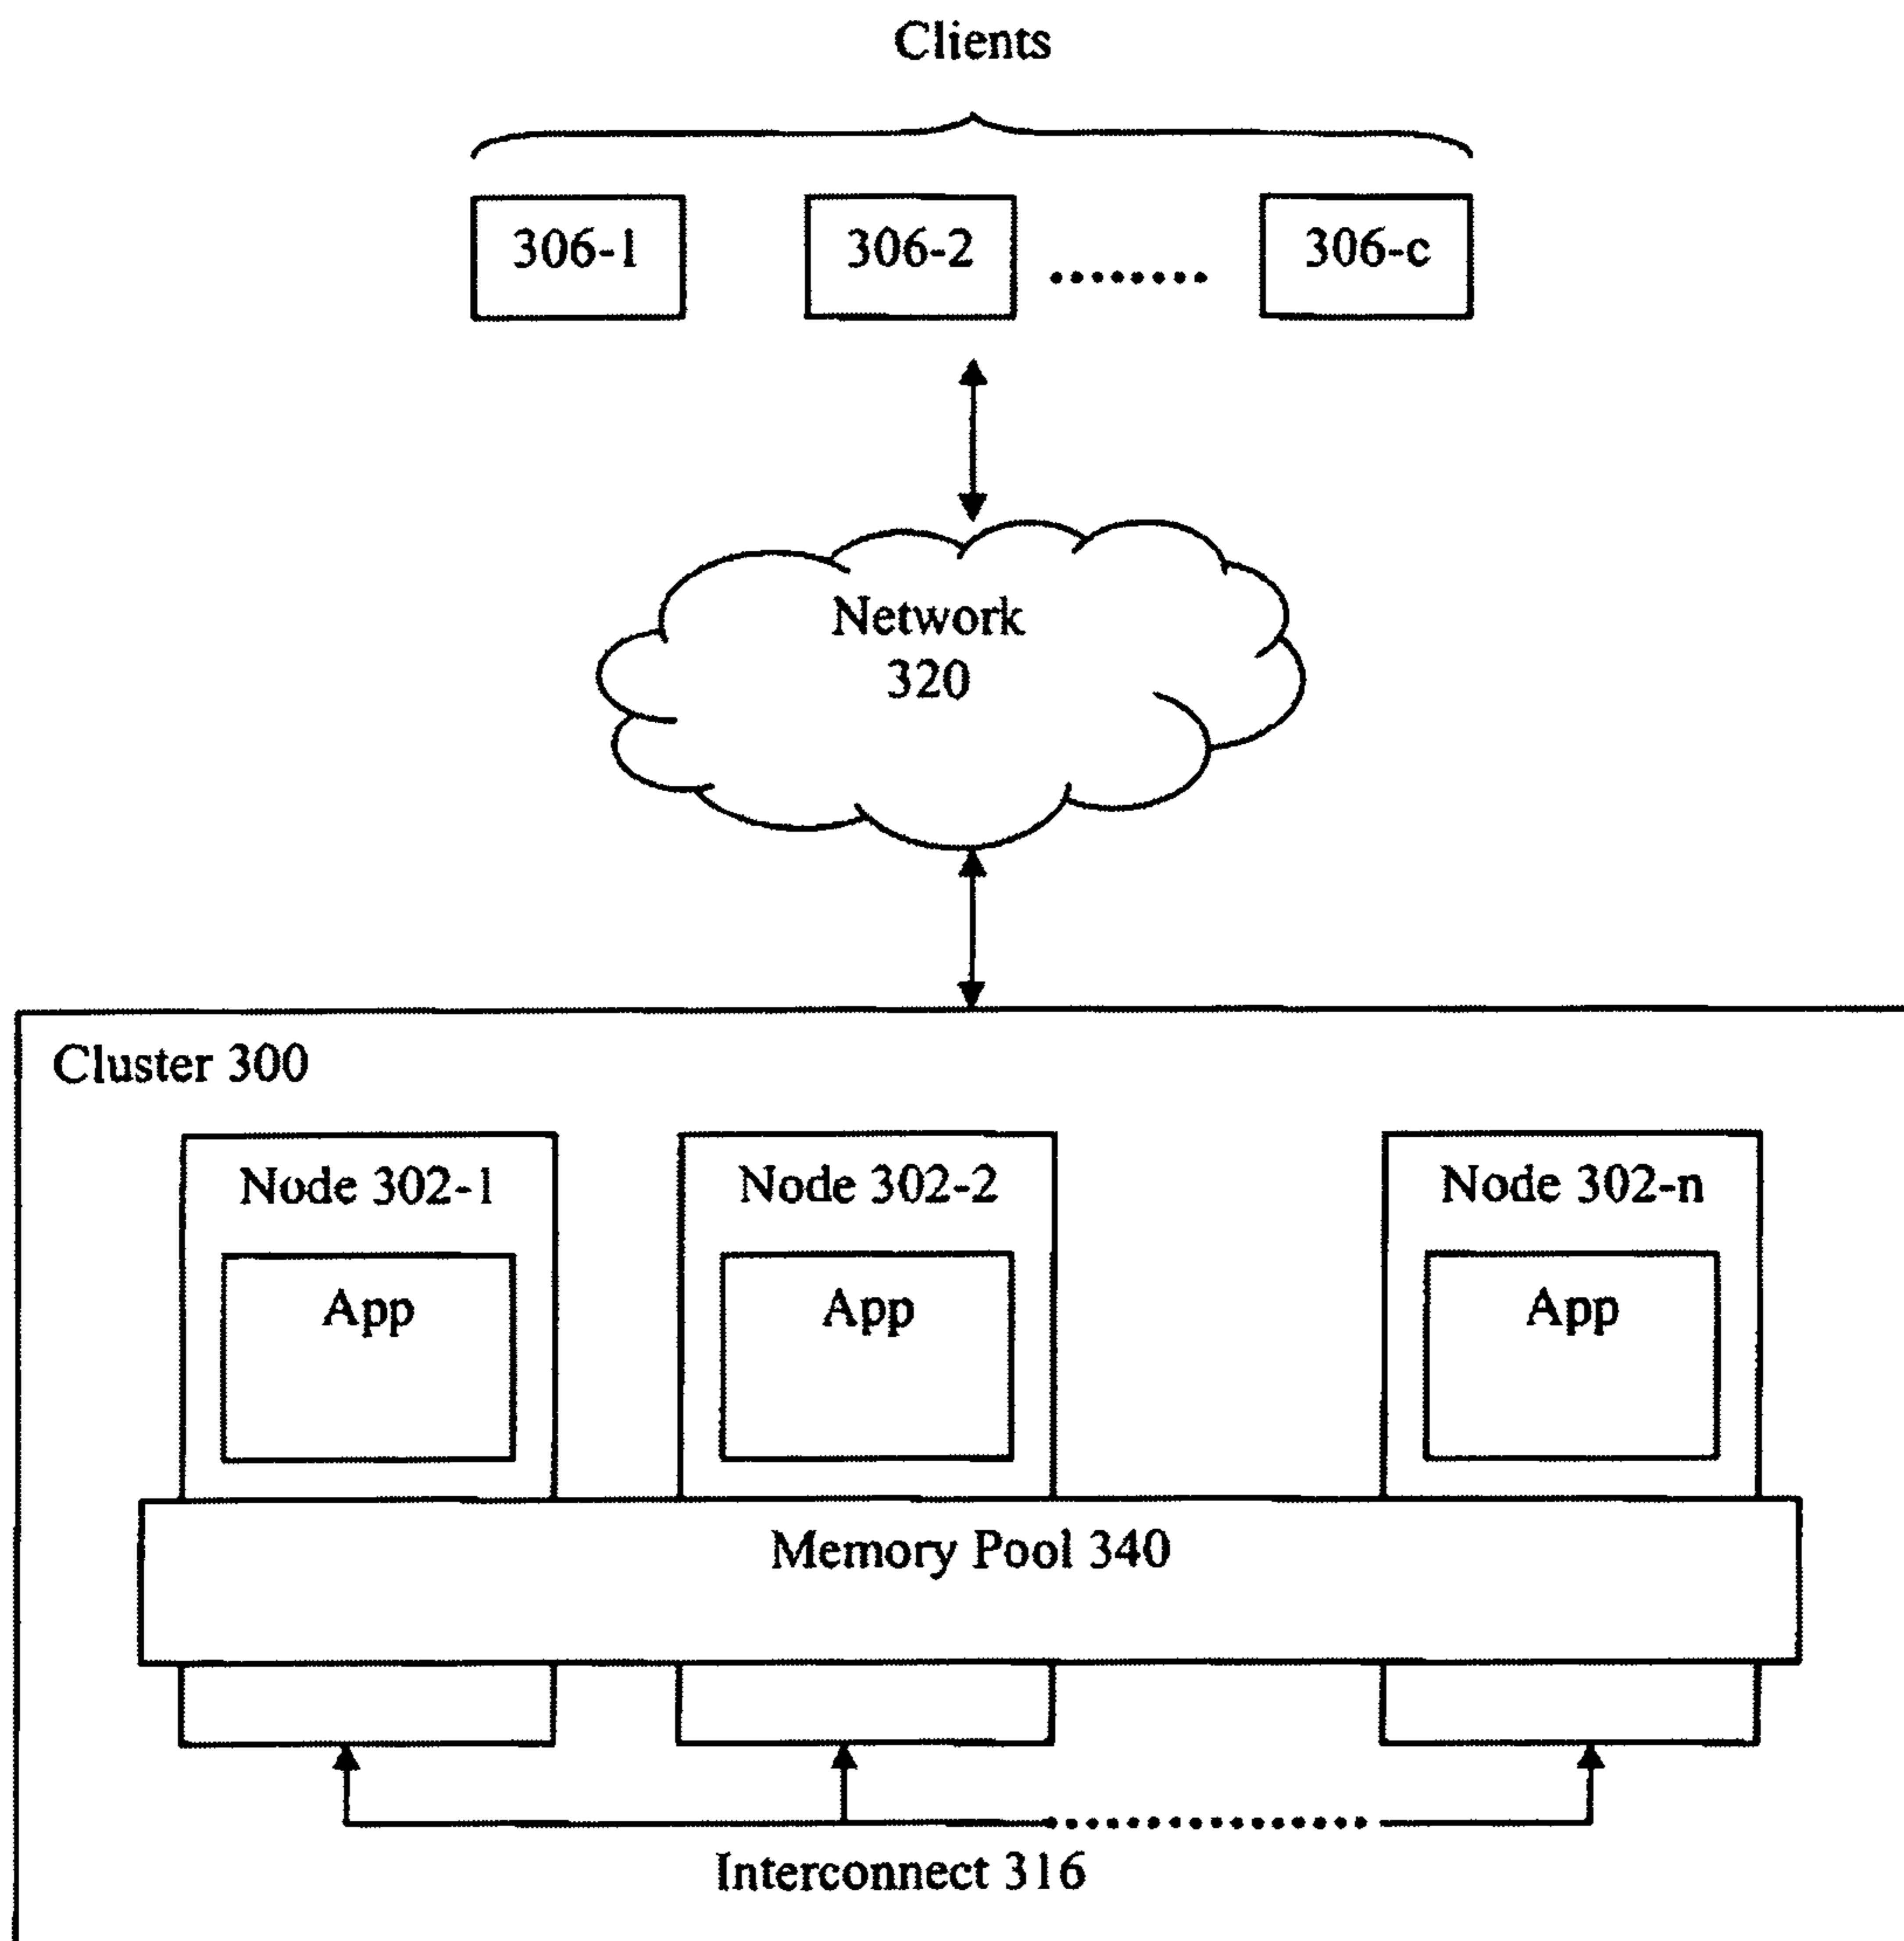 Clients
306-1 306-2 306-c
Network
320
Cluster 300
Node 302-1 Node 302-2 Node 302-n
App App App
Memory Pool 340
Interconnect 316